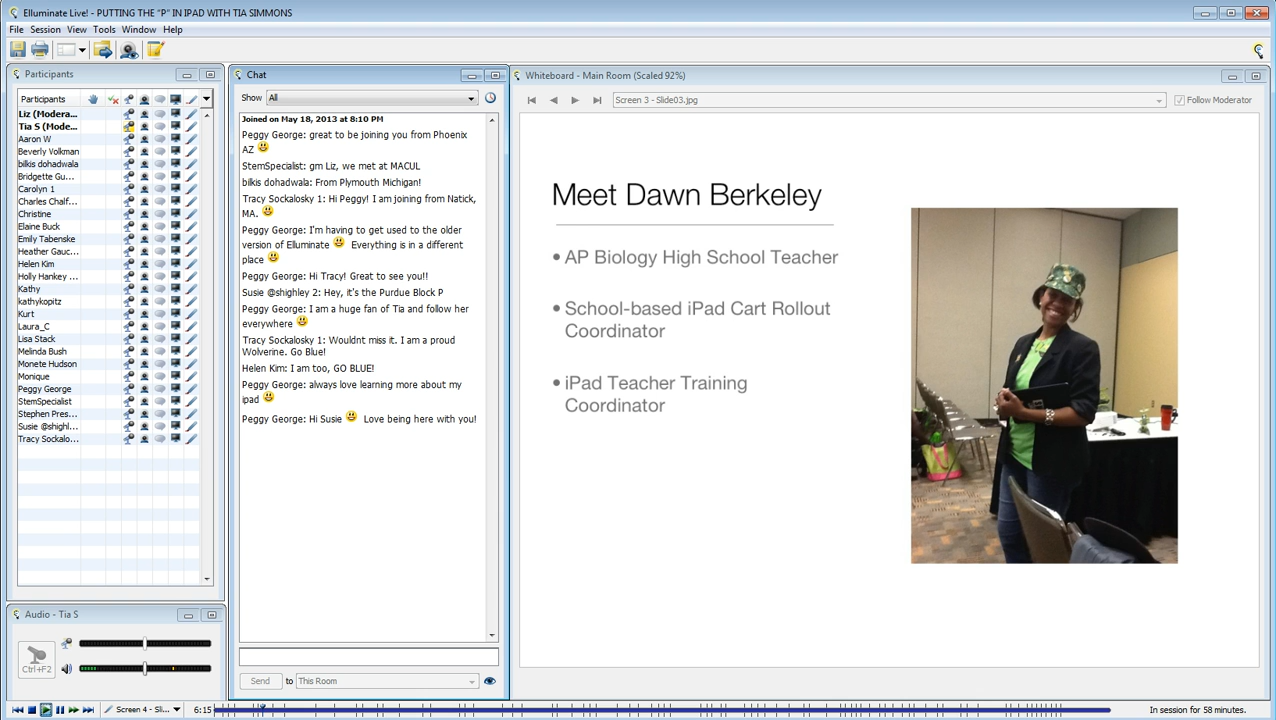 Elluminate Live! - PUTTING THE "P" IN IPAD WITH TIA SIMMONS
File Session View Tools Window Help
Participants
Participants
Liz (Modera...
Tia S (Mode...
Aaron W
Beverly Volkman
bilkis dohadwala
Bridgette Gu...
Carolyn 1
Charles Chalf...
Christine
Elaine Buck
Emily Tabenske
Heather Gauc...
Helen Kim
Holly Hankey ...
Kathy
kathykopitz
Kurt
Laura_C
Lisa Stack
Melinda Bush
Monete Hudson
Monique
Peggy George
StemSpecialist
Stephen Pres...
Susie @shighl...
Tracy Sockalo...
Audio - Tia S
Ctrl+F2
Chat
Show All
Joined on May 18, 2013 at 8:10 PM
Peggy George: great to be joining you from Phoenix
AZ
StemSpecialist: gm Liz, we met at MACUL
bilkis dohadwala: From Plymouth Michigan!
Tracy Sockalosky 1: Hi Peggy! I am joining from Natick,
MA.
Peggy George: I'm having to get used to the older
version of Elluminate Everything is in a different
place
Peggy George: Hi Tracy! Great to see you!!
Susie @shighley 2: Hey, it's the Purdue Block P
Peggy George: I am a huge fan of Tia and follow her
everywhere
Tracy Sockalosky 1: Wouldnt miss it. I am a proud
Wolverine. Go Blue!
Helen Kim: I am too, GO BLUE!
Peggy George: always love learning more about my
ipad
Peggy George: Hi Susie Love being here with you!
Send to This Room
Whiteboard - Main Room (Scaled 92%)
Screen 3 - Slide03.jpg Follow Moderator
Meet Dawn Berkeley
• AP Biology High School Teacher
• School-based iPad Cart Rollout
Coordinator
• iPad Teacher Training
Coordinator
Screen 4 - Sli... 6:15 In session for 58 minutes.